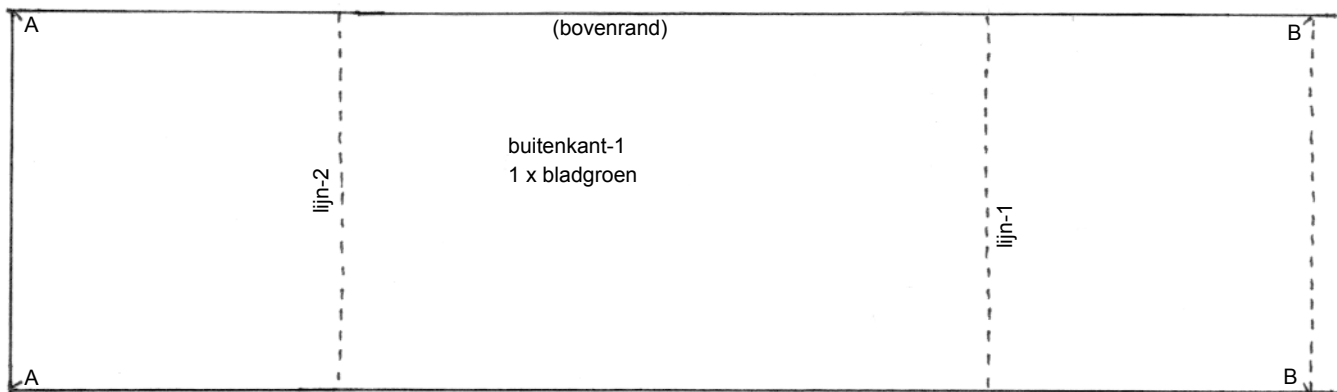 A
(bovenrand)
B
buitenkant-1
1 x bladgroen
lijn-2
lijn-1
A
B